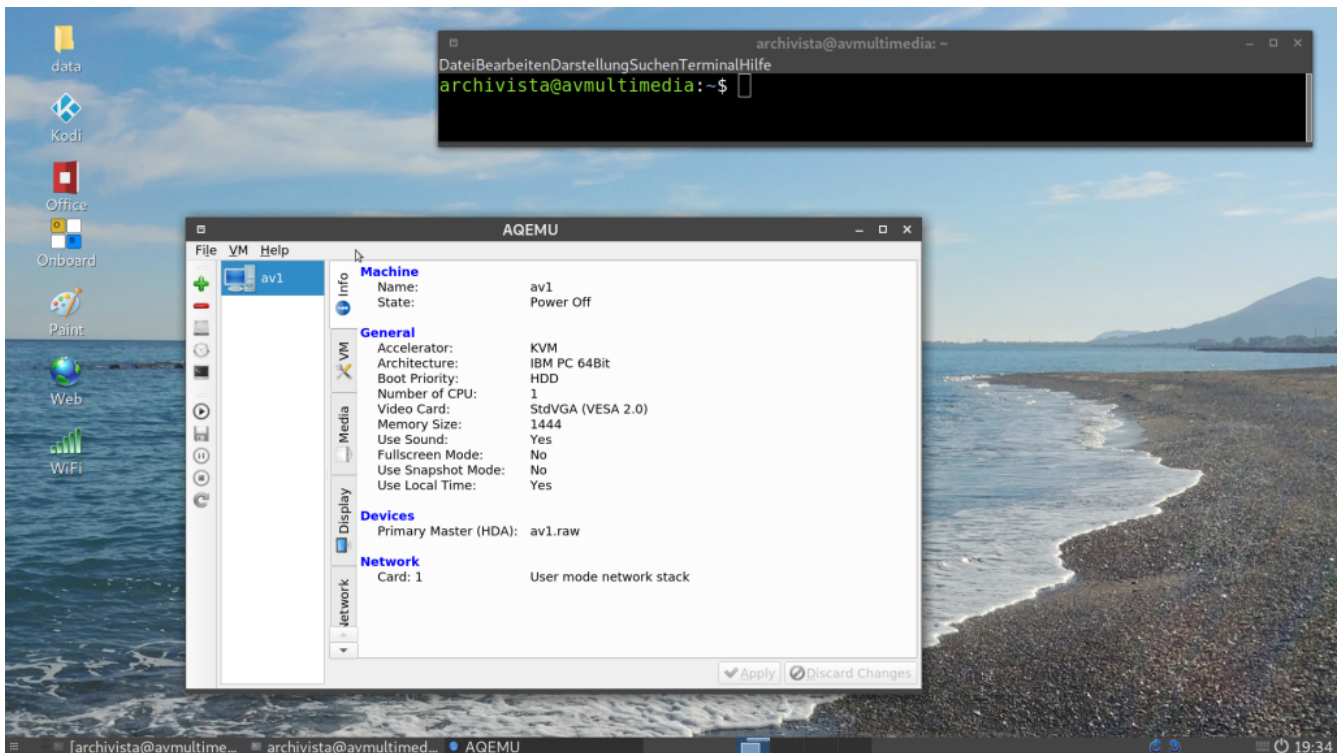 data
Kodi
Office
Onboard
Paint
Web
WiFi
archivista@avmultimedia: ~
DateiBearbeitenDarstellungSuchenTerminalHilfe
archivista@avmultimedia:~$
AQEMU
File VM Help
av1
Info
VM
Media
Display
Network
Machine
Name: av1
State: Power Off
General
Accelerator: KVM
Architecture: IBM PC 64Bit
Boot Priority: HDD
Number of CPU: 1
Video Card: StdVGA (VESA 2.0)
Memory Size: 1444
Use Sound: Yes
Fullscreen Mode: No
Use Snapshot Mode: No
Use Local Time: Yes
Devices
Primary Master (HDA): av1.raw
Network
Card: 1 User mode network stack
Apply Discard Changes
[archivista@avmultime... archivista@avmultimed... AQEMU 19:34